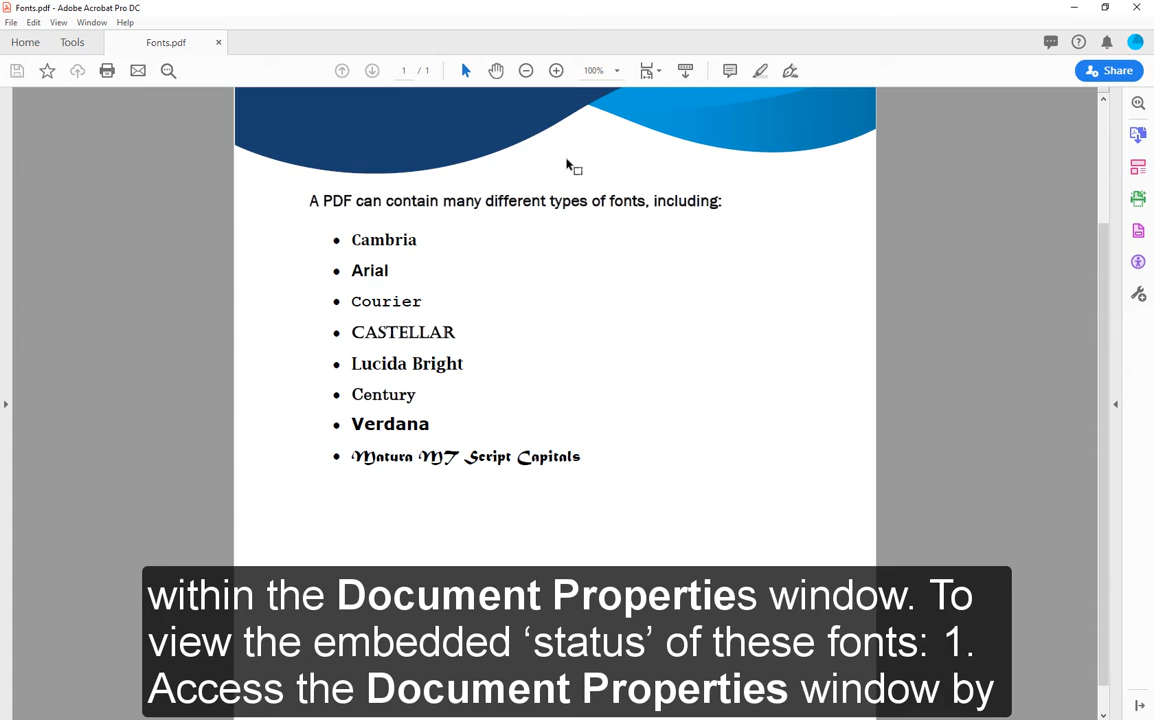 Fonts.pdf - Adobe Acrobat Pro DC
File Edit View Window Help
Home Tools Fonts.pdf ×
1 / 1 100% Share
A PDF can contain many different types of fonts, including:
• Cambria
• Arial
• Courier
• CASTELLAR
• Lucida Bright
• Century
• Verdana
• Matura MT Script Capitals
within the Document Properties window. To
view the embedded ‘status’ of these fonts: 1.
Access the Document Properties window by